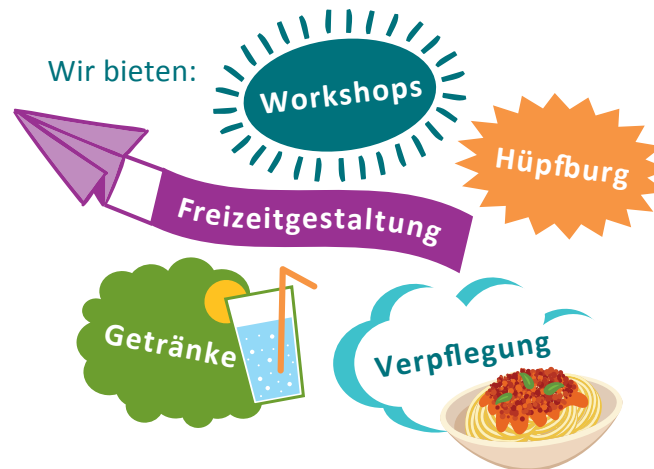 Wir bieten:
Workshops
Hüpfburg
Freizeitgestaltung
Getränke
Verpflegung